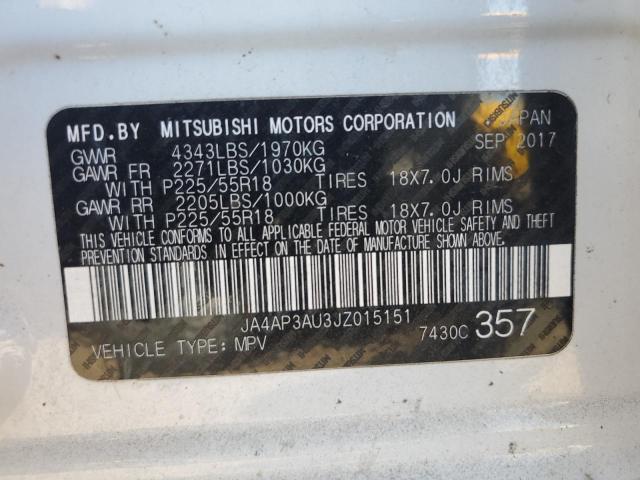 MFD.BY MITSUBISHI MOTORS CORPORATION JAPAN
GVWR 4343LBS/1970KG SEP 2017
GAWR FR 2271LBS/1030KG
WITH P225/55R18 TIRES 18X7.0J RIMS
GAWR RR 2205LBS/1000KG
WITH P225/55R18 TIRES 18X7.0J RIMS
THIS VEHICLE CONFORMS TO ALL APPLICABLE FEDERAL MOTOR VEHICLE SAFETY AND THEFT
PREVENTION STANDARDS IN EFFECT ON THE DATE OF MANUFACTURE SHOWN ABOVE.
JA4AP3AU3JZ015151
VEHICLE TYPE: MPV 7430C 357